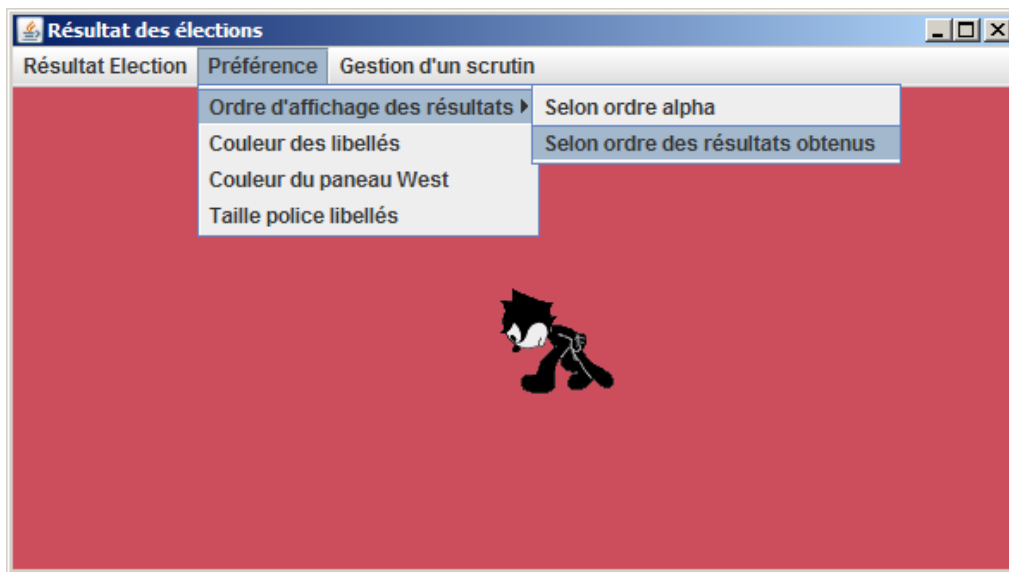 Résultat des élections
Résultat Election Préférence Gestion d'un scrutin
Ordre d'affichage des résultats Selon ordre alpha
Couleur des libellés Selon ordre des résultats obtenus
Couleur du paneau West
Taille police libellés